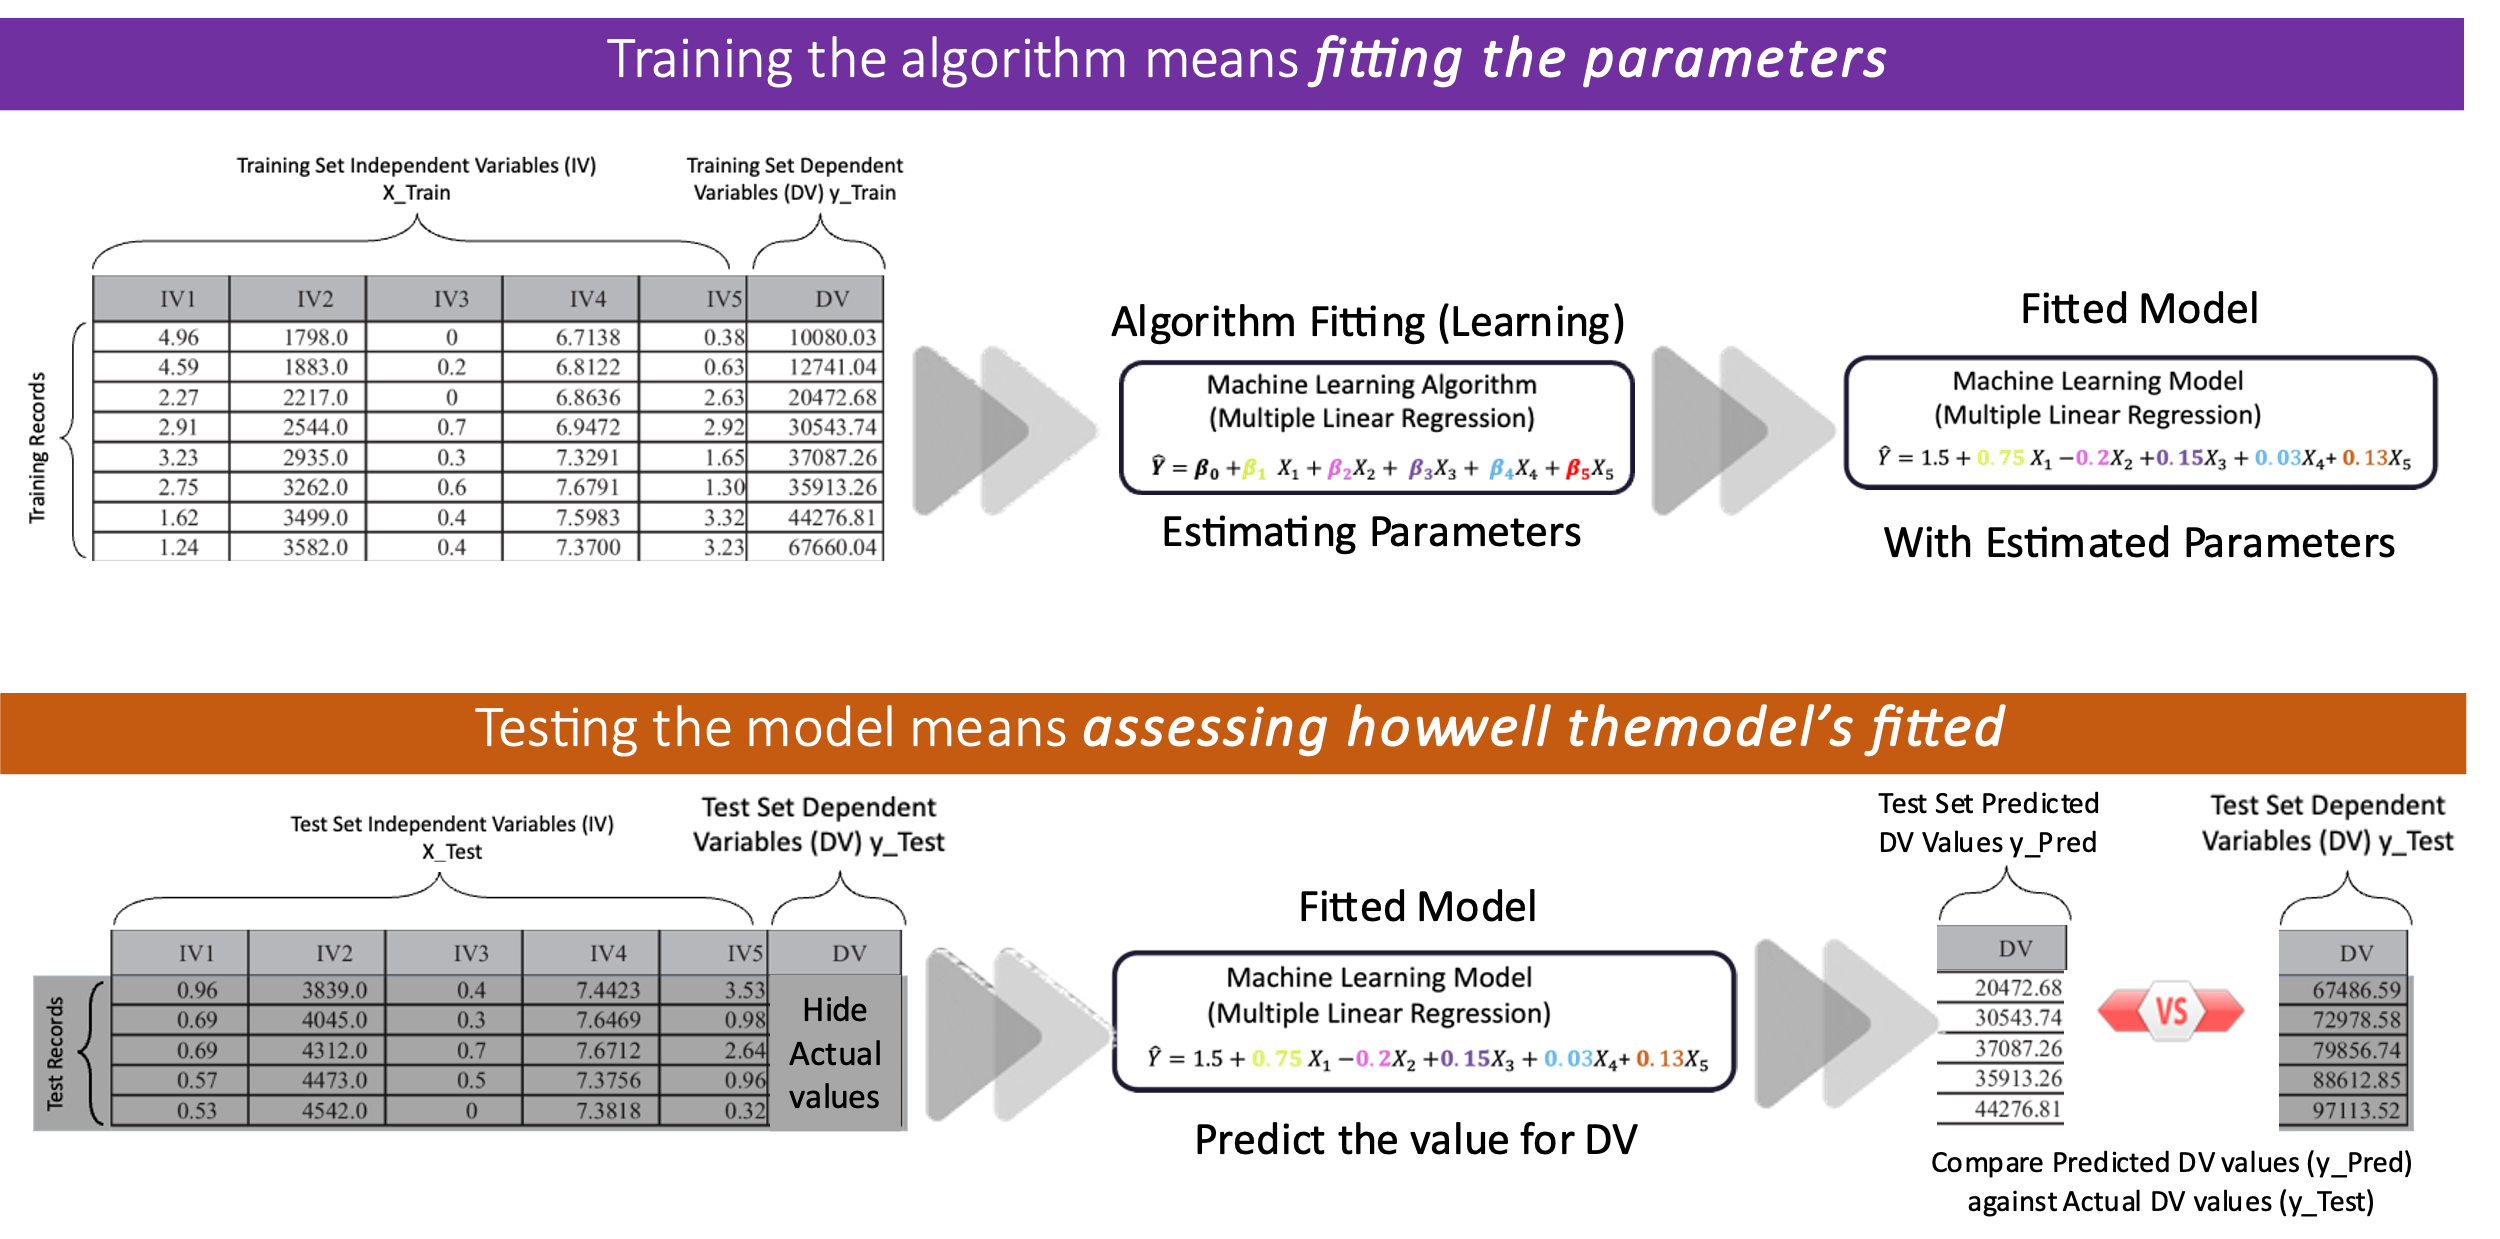 Training the algorithm means fitting the parameters
Training Set Independent Variables (IV)
X_Train
Training Set Dependent
Variables (DV) y_Train
Training Records
IV1 IV2 IV3 IV4 IV5 DV
4.96 1798.0 0 6.7138 0.38 10080.03
4.59 1883.0 0.2 6.8122 0.63 12741.04
2.27 2217.0 0 6.8636 2.63 20472.68
2.91 2544.0 0.7 6.9472 2.92 30543.74
3.23 2935.0 0.3 7.3291 1.65 37087.26
2.75 3262.0 0.6 7.6791 1.30 35913.26
1.62 3499.0 0.4 7.5983 3.32 44276.81
1.24 3582.0 0.4 7.3700 3.23 67660.04
Algorithm Fitting (Learning)
Machine Learning Algorithm
(Multiple Linear Regression)
Ŷ = β₀ +β₁ X₁ + β₂X₂ + β₃X₃ + β₄X₄ + β₅X₅
Estimating Parameters
Fitted Model
Machine Learning Model
(Multiple Linear Regression)
Ŷ = 1.5 + 0.75 X₁ −0.2X₂ +0.15X₃ + 0.03X₄+ 0.13X₅
With Estimated Parameters
Testing the model means assessing howwell themodel’s fitted
Test Set Independent Variables (IV)
X_Test
Test Set Dependent
Variables (DV) y_Test
Test Records
IV1 IV2 IV3 IV4 IV5 DV
0.96 3839.0 0.4 7.4423 3.53
0.69 4045.0 0.3 7.6469 0.98
0.69 4312.0 0.7 7.6712 2.64
0.57 4473.0 0.5 7.3756 0.96
0.53 4542.0 0 7.3818 0.32
Hide
Actual
values
Fitted Model
Machine Learning Model
(Multiple Linear Regression)
Ŷ = 1.5 + 0.75 X₁ −0.2X₂ +0.15X₃ + 0.03X₄+ 0.13X₅
Predict the value for DV
Test Set Predicted
DV Values y_Pred
DV
20472.68
30543.74
37087.26
35913.26
44276.81
VS
Test Set Dependent
Variables (DV) y_Test
DV
67486.59
72978.58
79856.74
88612.85
97113.52
Compare Predicted DV values (y_Pred)
against Actual DV values (y_Test)